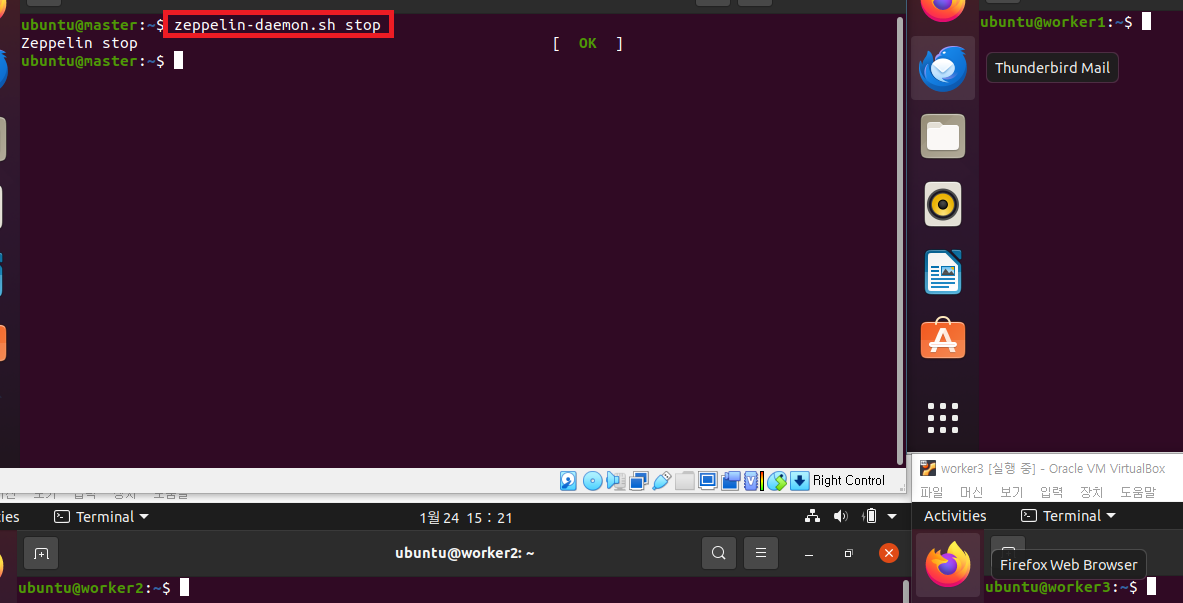 ubuntu@master:~$ zeppelin-daemon.sh stop
Zeppelin stop [ OK ]
ubuntu@master:~$
ubuntu@worker1:~$
Thunderbird Mail
Right Control
worker3 [실행 중] - Oracle VM VirtualBox
파일 머신 보기 입력 장치 도움말
Terminal
1월 24 15 : 21
ubuntu@worker2: ~
ubuntu@worker2:~$
Activities Terminal
Firefox Web Browser
ubuntu@worker3:~$